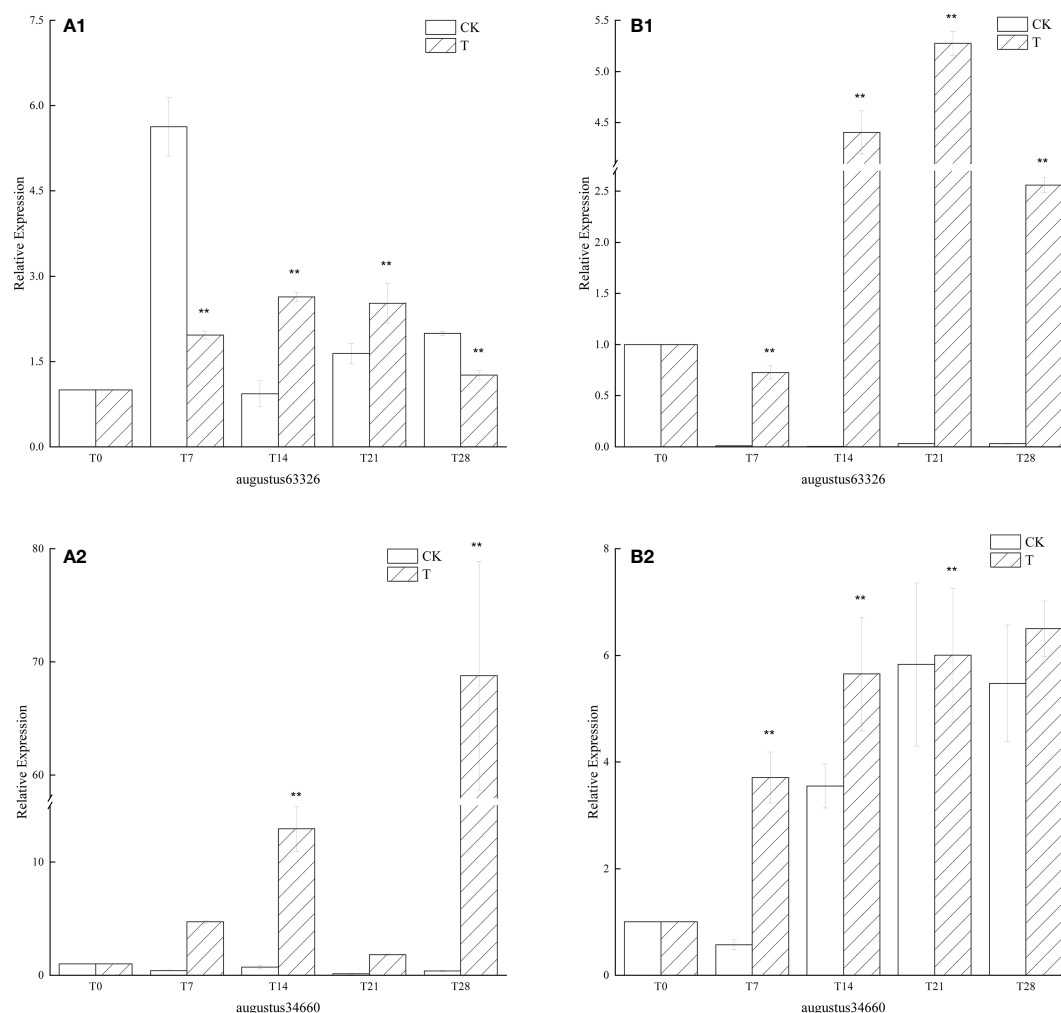 A1
CK
T
7.5
6.0
4.5
3.0
1.5
0.0
Relative Expression
**
**
**
**
T0 T7 T14 T21 T28
augustus63326
B1
CK
T
5.5
5.0
4.5
2.5
2.0
1.5
1.0
0.5
0.0
Relative Expression
**
**
**
**
T0 T7 T14 T21 T28
augustus63326
A2
CK
T
80
70
60
10
0
Relative Expression
**
**
T0 T7 T14 T21 T28
augustus34660
B2
CK
T
8
6
4
2
0
Relative Expression
**
**
**
T0 T7 T14 T21 T28
augustus34660